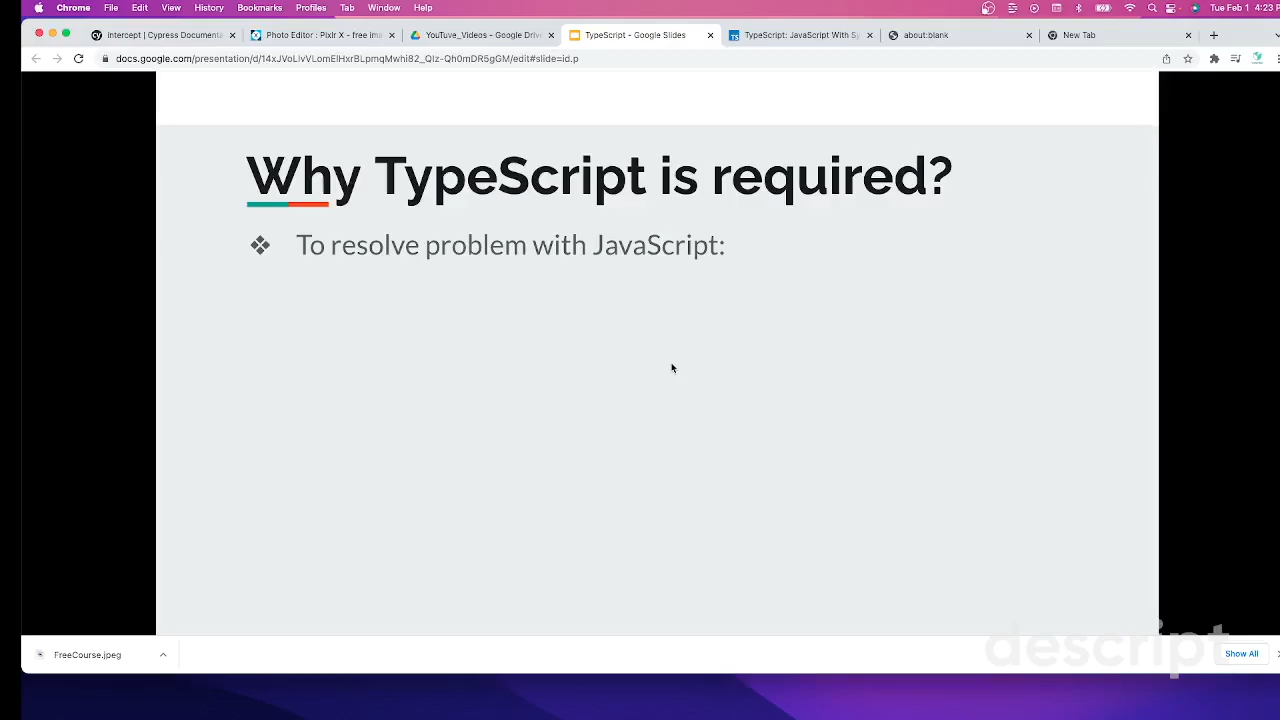 Chrome File Edit View History Bookmarks Profiles Tab Window Help Tue Feb 1 4:23 P
intercept | Cypress Documenta Photo Editor : Pixlr X - free ima YouTuve_Videos - Google Drive TypeScript - Google Slides TypeScript: JavaScript With Sy about:blank New Tab
docs.google.com/presentation/d/14xJVoLlvVLomElHxrBLpmqMwhi82_QIz-Qh0mDR5gGM/edit#slide=id.p
Why TypeScript is required?
❖ To resolve problem with JavaScript:
FreeCourse.jpeg
Show All
descript